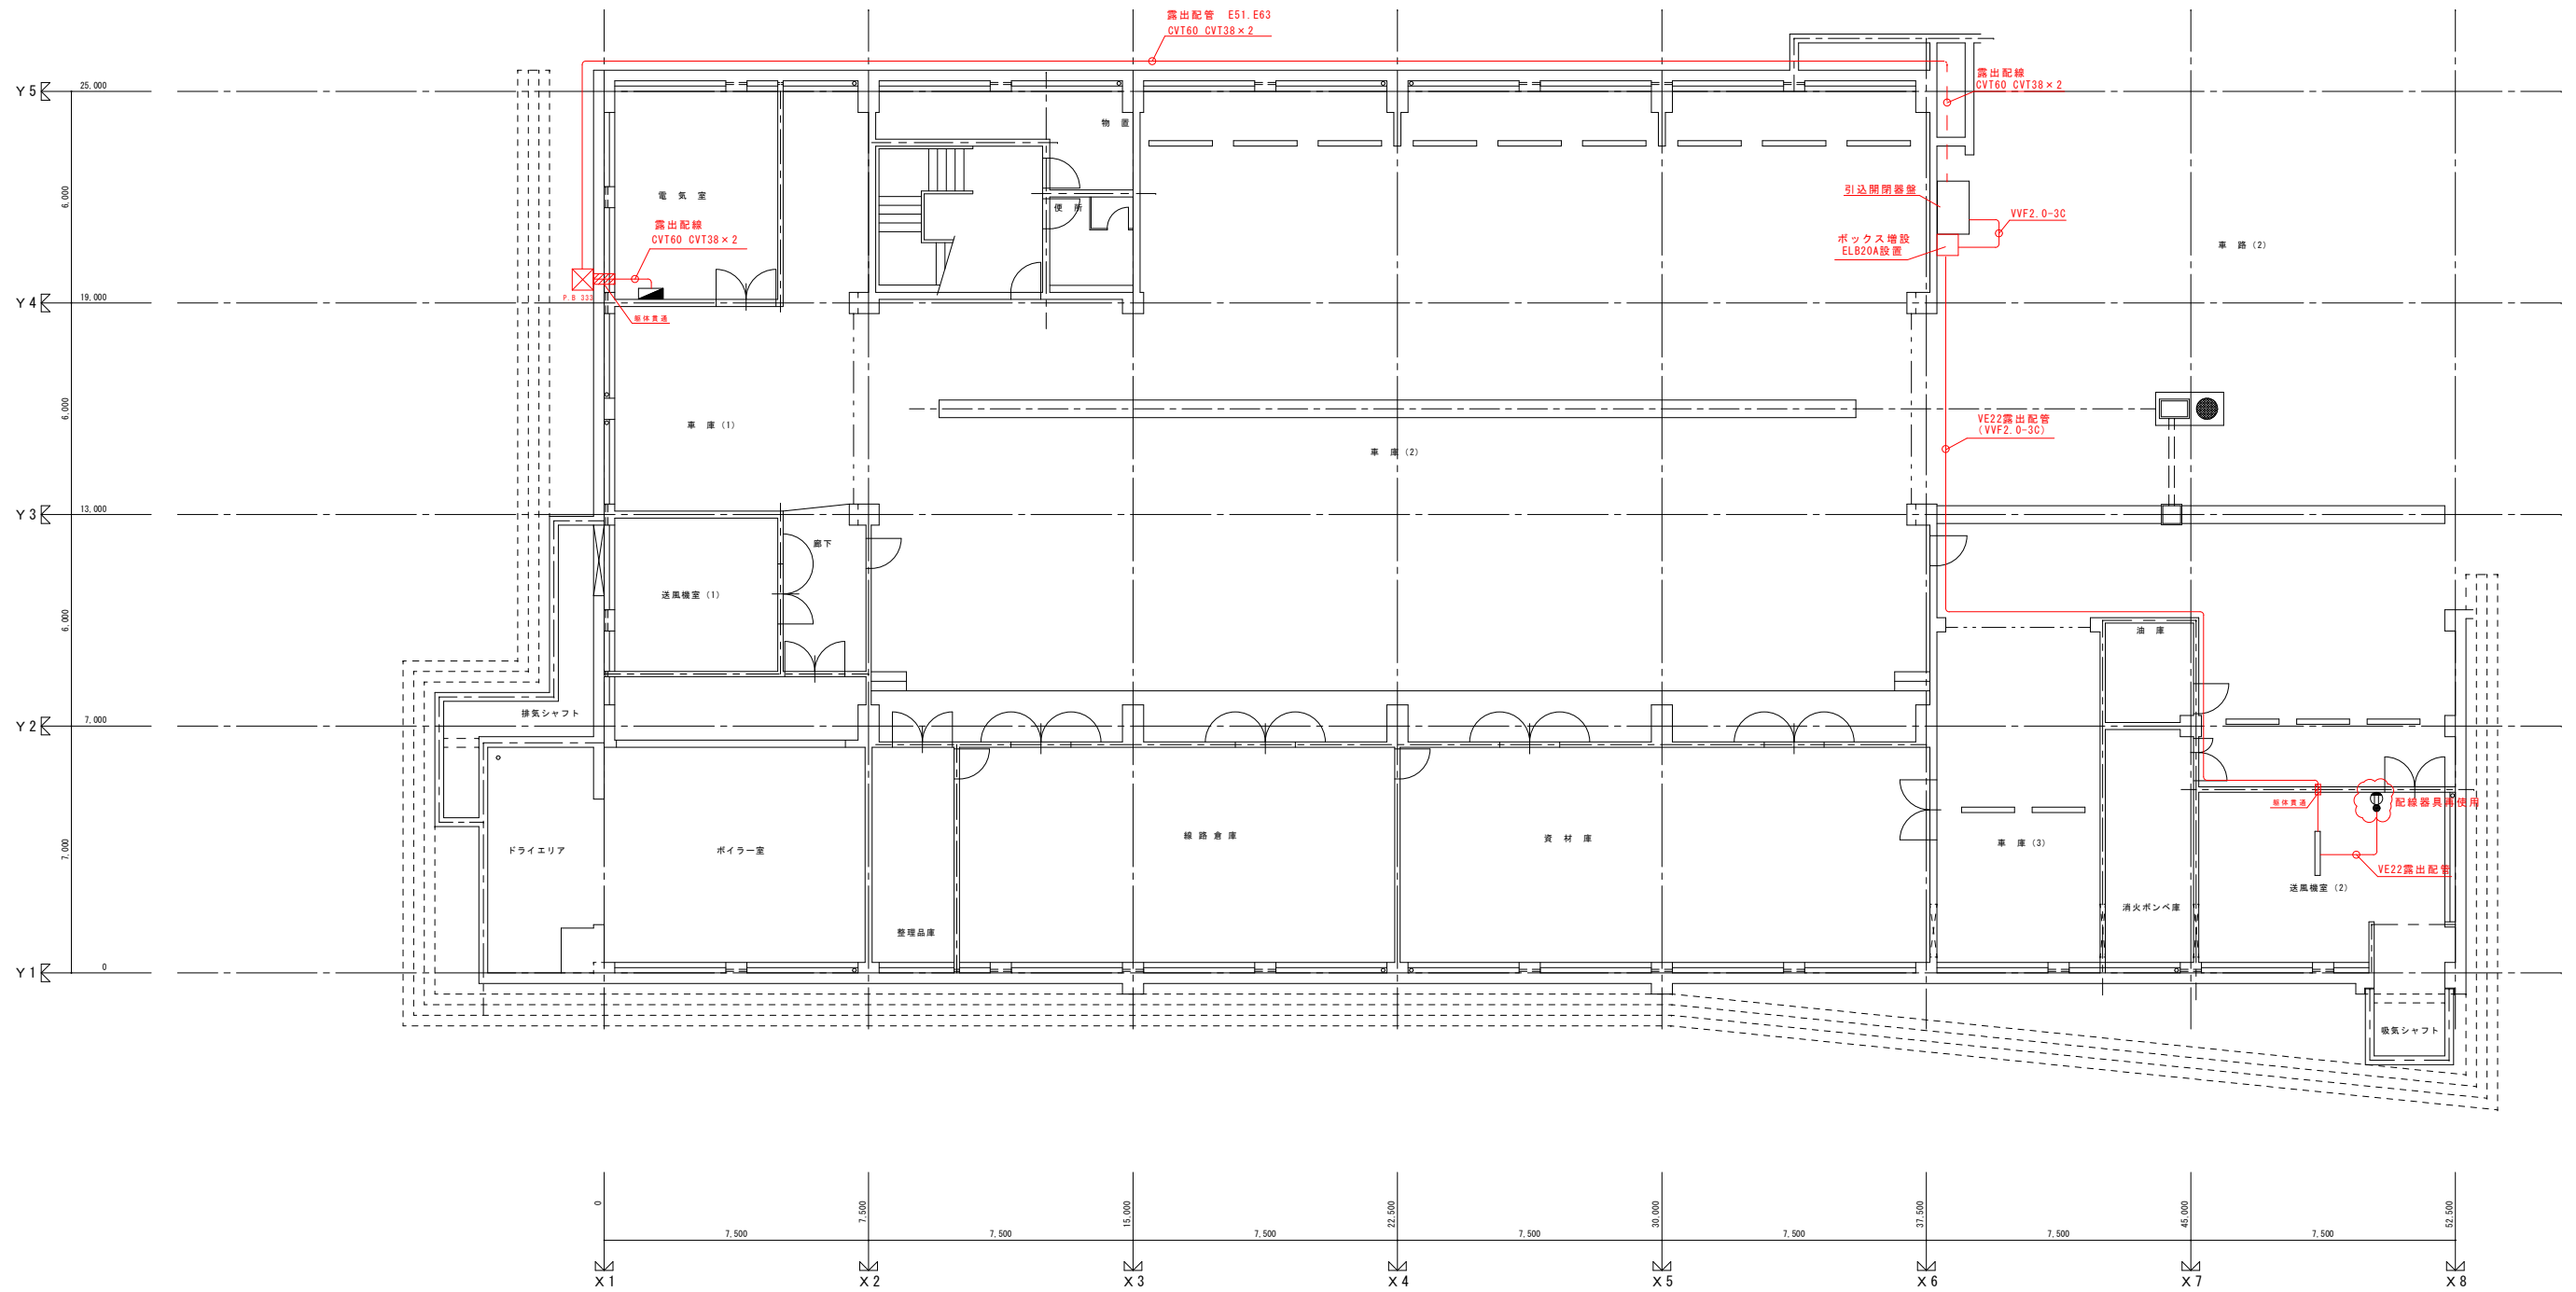 露出配管 E51.E63
CVT60 CVT38×2
露出配線
CVT60 CVT38×2
Y5
25,000
物 置
6,000
電 気 室
引込開閉器盤
便 所
VVF2.0-3C
露出配線
CVT60 CVT38×2
ボックス増設
ELB20A設置
車 路(2)
P.B 333
Y4
19,000
躯体貫通
6,000
車 庫(1)
VE22露出配管
(VVF2.0-3C)
車 庫(2)
Y3
13,000
廊下
送風機室(1)
6,000
油 庫
排気シャフト
Y2
7,000
躯体貫通
配線器具再使用
7,000
ドライエリア
ボイラー室
線 路 倉 庫
資 材 庫
車 庫(3)
VE22露出配管
送風機室(2)
消火ボンベ庫
整理品庫
Y1
0
吸気シャフト
0
7,500
15,000
22,500
30,000
37,500
45,000
52,500
7,500
7,500
7,500
7,500
7,500
7,500
7,500
X1
X2
X3
X4
X5
X6
X7
X8